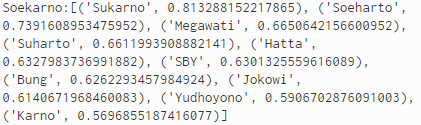 Soekarno:[('Sukarno', 0.813288152217865), ('Soeharto',
0.7391608953475952), ('Megawati', 0.6650642156600952),
('Suharto', 0.6611993908882141), ('Hatta',
0.6327983736991882), ('SBY', 0.6301325559616089),
('Bung', 0.6262293457984924), ('Jokowi',
0.6140671968460083), ('Yudhoyono', 0.5906702876091003),
('Karno', 0.5696855187416077)]